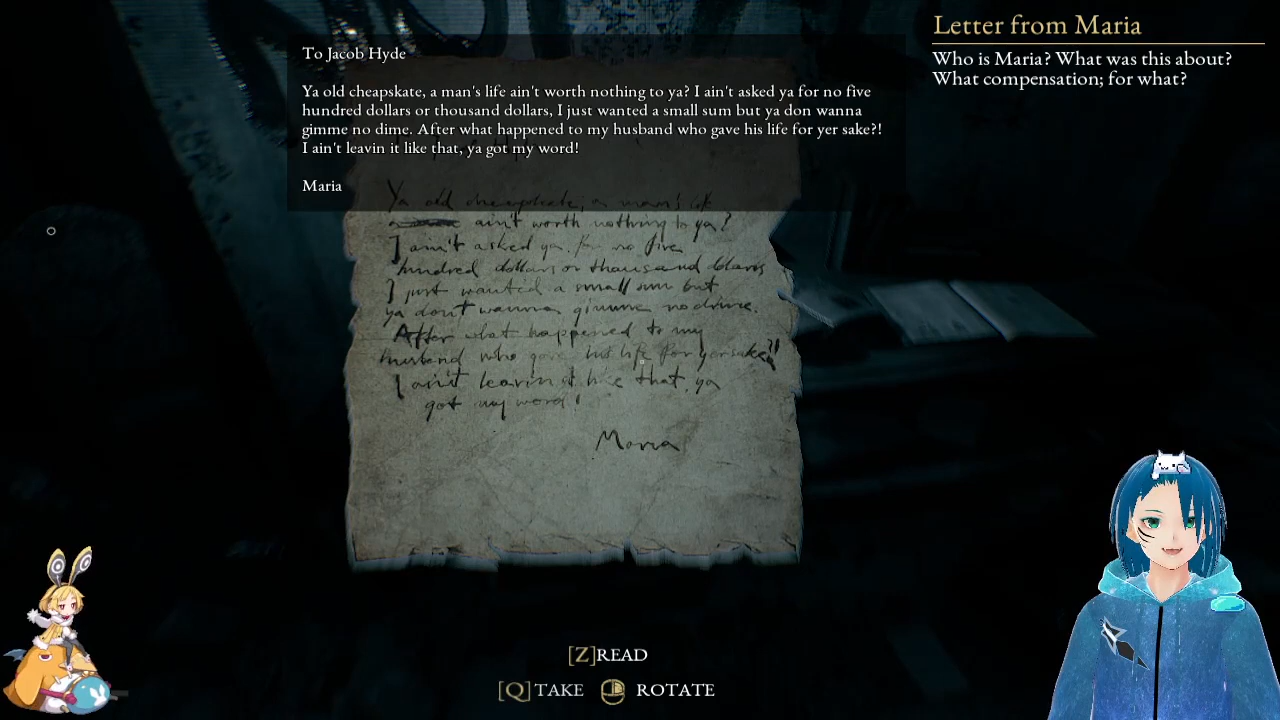 Letter from Maria
Who is Maria? What was this about?
What compensation; for what?
To Jacob Hyde
Ya old cheapskate, a man's life ain't worth nothing to ya? I ain't asked ya for no five
hundred dollars or thousand dollars, I just wanted a small sum but ya don wanna
gimme no dime. After what happened to my husband who gave his life for yer sake?!
I ain't leavin it like that, ya got my word!
Maria
Ya old cheapskate, a man's life
ain't worth nothing to ya?
I ain't asked ya for no five
hundred dollars or thousand dollars
I just wanted a small sum but
ya don't wanna gimme no dime.
After what happened to my
husband who gave his life for yer sake?!
I ain't leavin it like that, ya
got my word!
Maria
[Z]READ
[Q]TAKE ROTATE